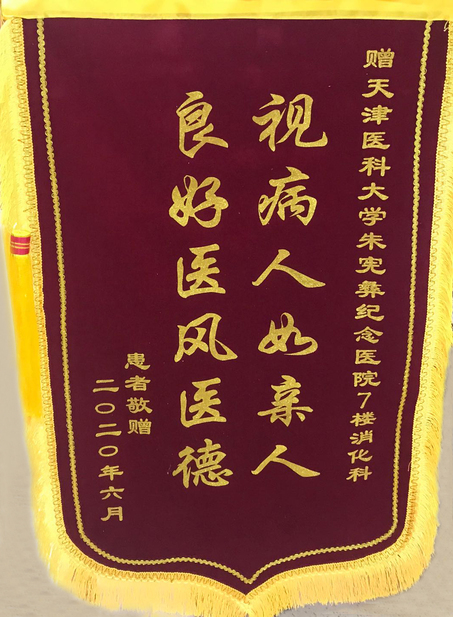 赠天津医科大学朱宪彝纪念医院7楼消化科
视病人如亲人
良好医风医德
患者敬赠
二〇二〇年六月